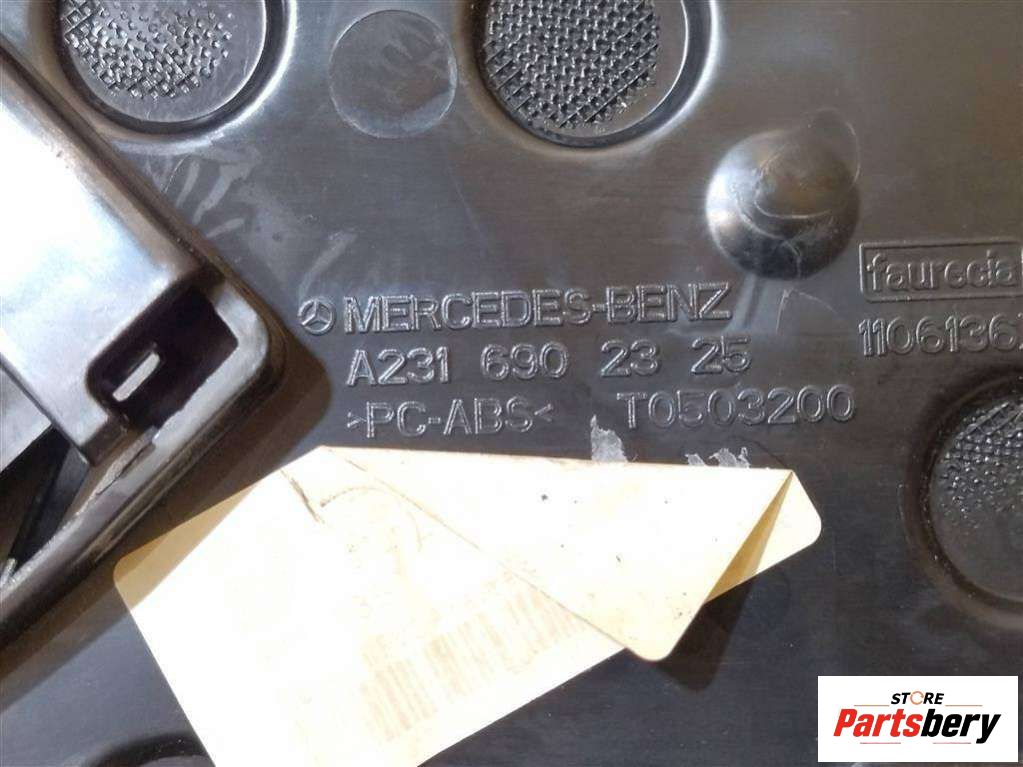 faurecia
MERCEDES-BENZ
A231 690 23 25
>PC-ABS< T0503200
STORE
Partsbery